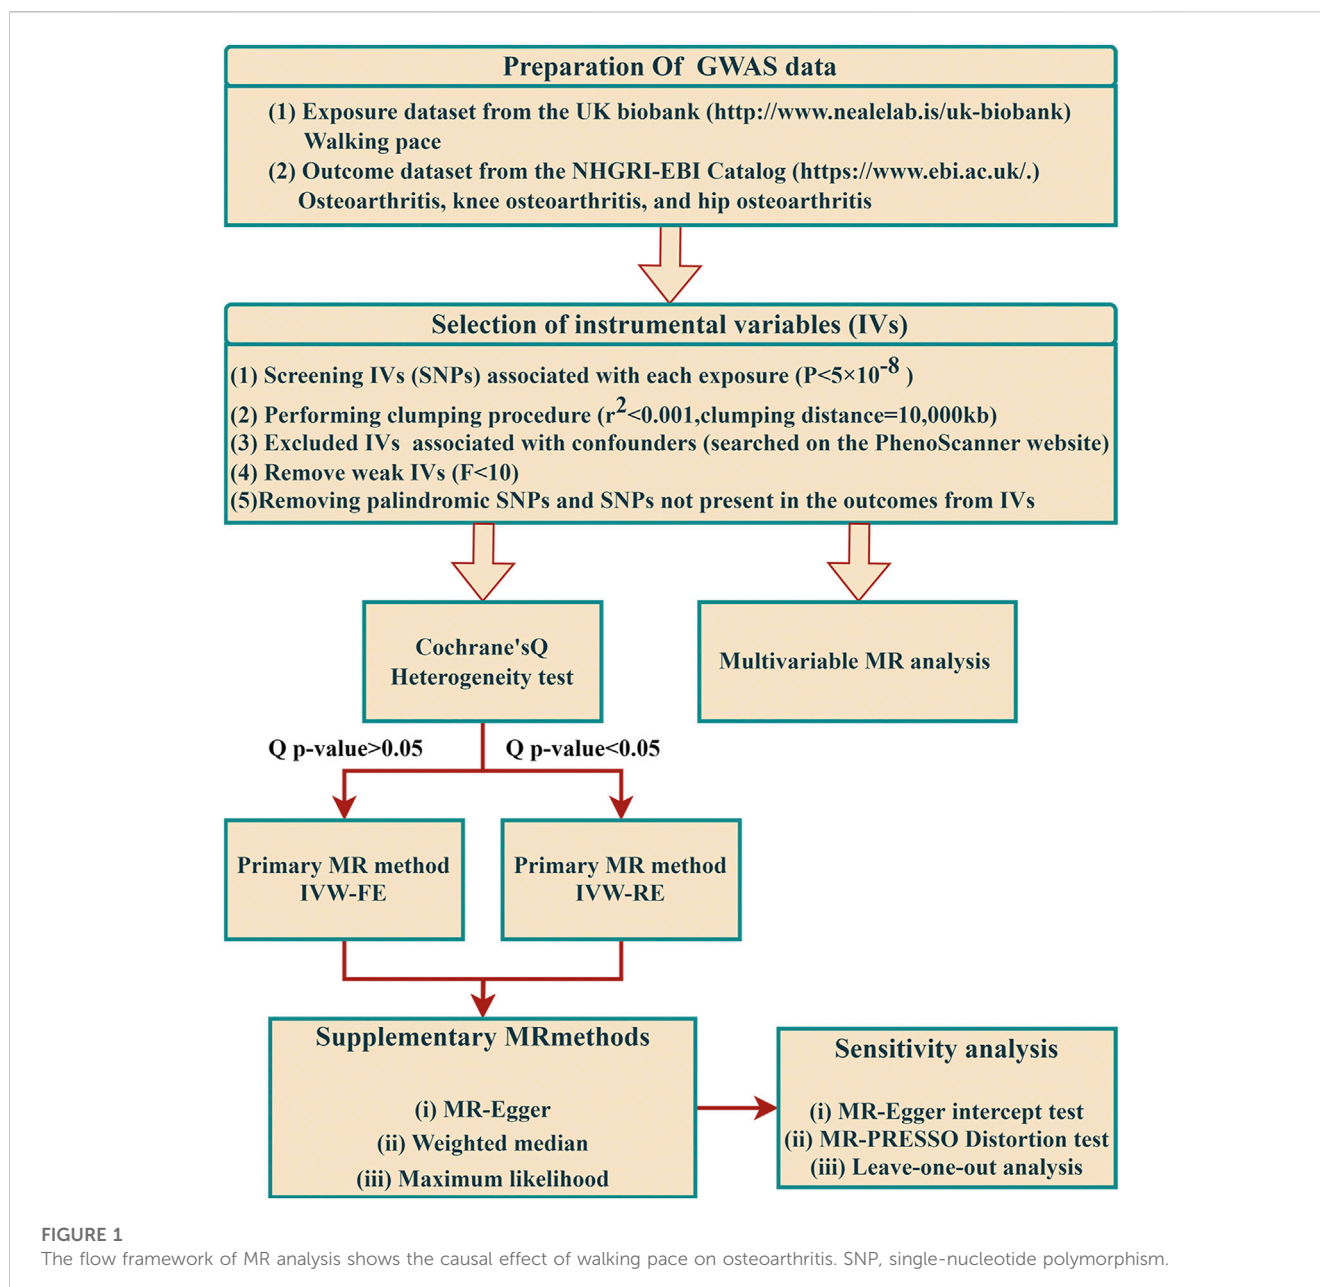 Preparation Of GWAS data
(1) Exposure dataset from the UK biobank (http://www.nealelab.is/uk-biobank)
Walking pace
(2) Outcome dataset from the NHGRI-EBI Catalog (https://www.ebi.ac.uk/.)
Osteoarthritis, knee osteoarthritis, and hip osteoarthritis
Selection of instrumental variables (IVs)
(1) Screening IVs (SNPs) associated with each exposure (P<5×10⁻⁸ )
(2) Performing clumping procedure (r²<0.001,clumping distance=10,000kb)
(3) Excluded IVs associated with confounders (searched on the PhenoScanner website)
(4) Remove weak IVs (F<10)
(5)Removing palindromic SNPs and SNPs not present in the outcomes from IVs
Cochrane'sQ
Heterogeneity test
Multivariable MR analysis
Q p-value>0.05
Q p-value<0.05
Primary MR method
IVW-FE
Primary MR method
IVW-RE
Supplementary MRmethods
(i) MR-Egger
(ii) Weighted median
(iii) Maximum likelihood
Sensitivity analysis
(i) MR-Egger intercept test
(ii) MR-PRESSO Distortion test
(iii) Leave-one-out analysis
FIGURE 1
The flow framework of MR analysis shows the causal effect of walking pace on osteoarthritis. SNP, single-nucleotide polymorphism.